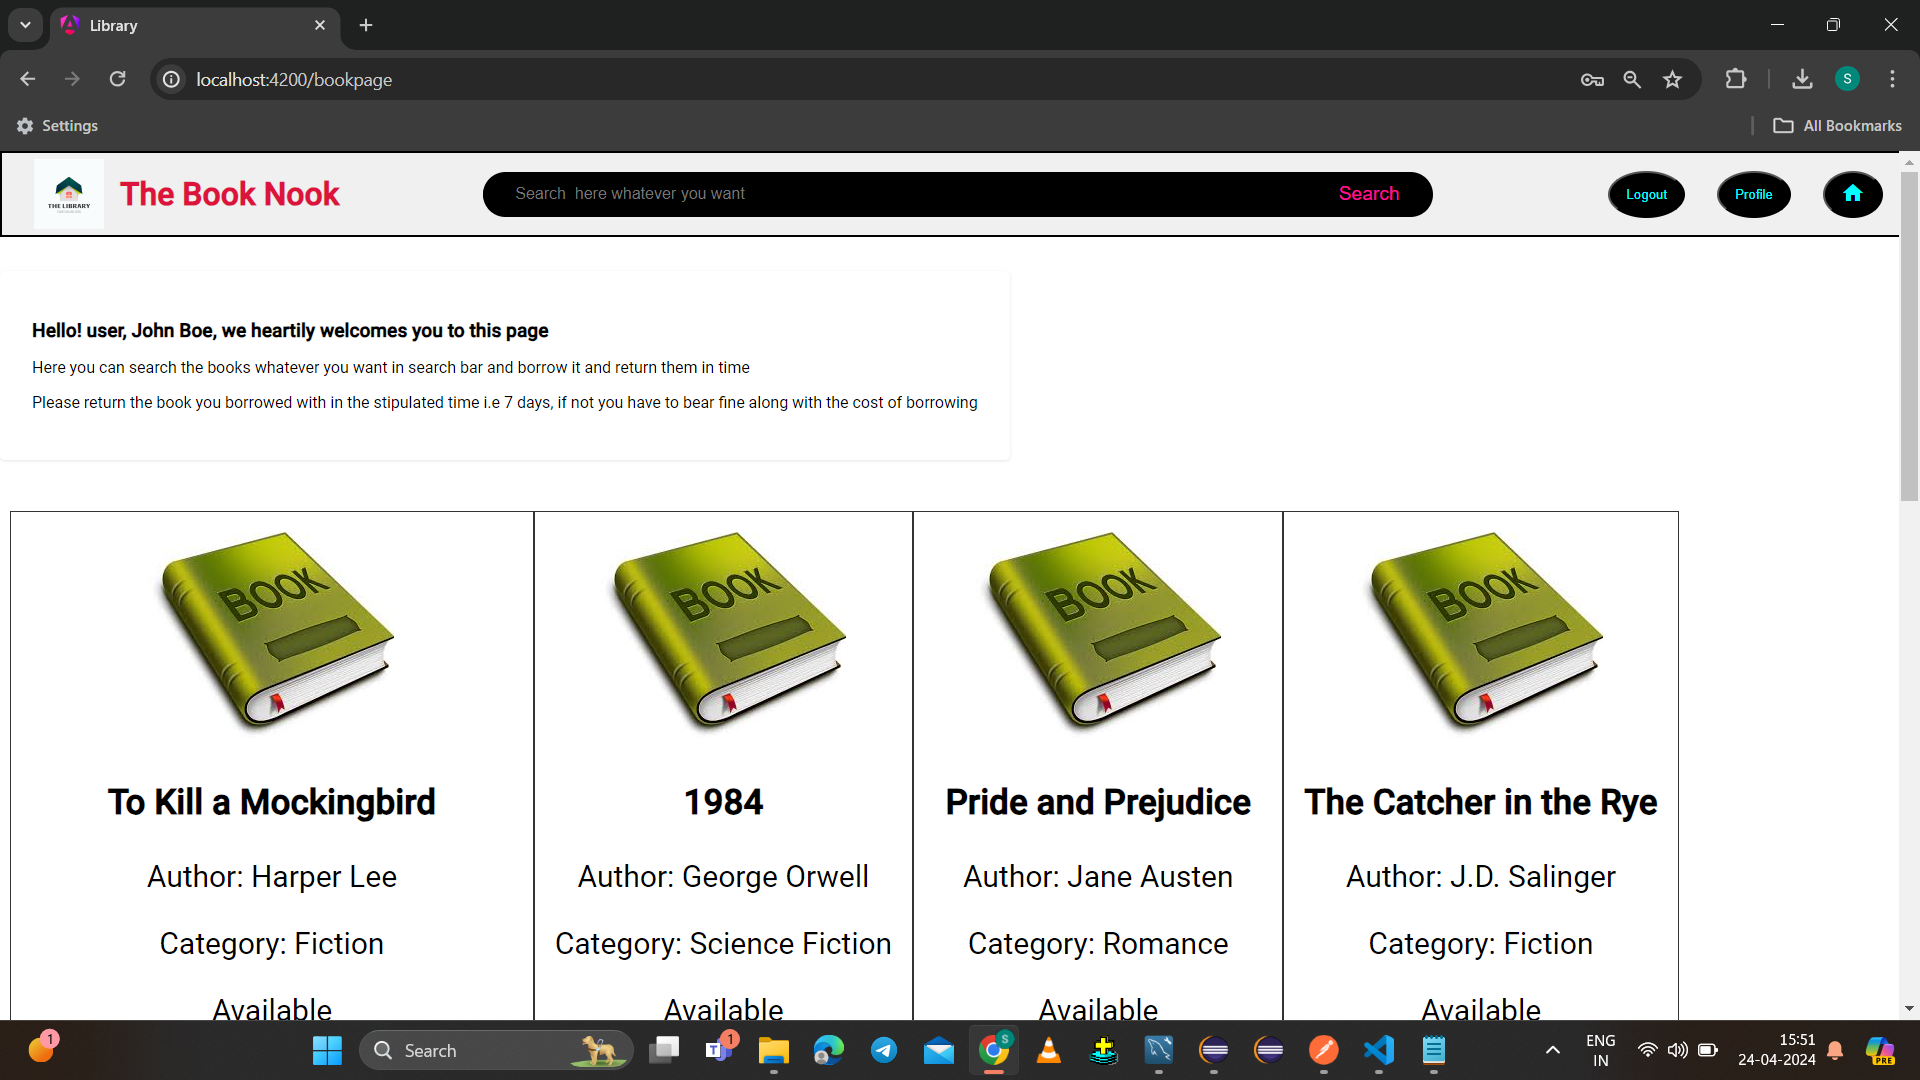 Library
localhost:4200/bookpage
S
Settings
All Bookmarks
THE LIBRARY
The Book Nook
Search  here whatever you want
Search
Logout
Profile
Hello! user, John Boe, we heartily welcomes you to this page
Here you can search the books whatever you want in search bar and borrow it and return them in time
Please return the book you borrowed with in the stipulated time i.e 7 days, if not you have to bear fine along with the cost of borrowing
BOOK
BOOK
BOOK
BOOK
To Kill a Mockingbird
Author: Harper Lee
Category: Fiction
Available
1984
Author: George Orwell
Category: Science Fiction
Available
Pride and Prejudice
Author: Jane Austen
Category: Romance
Available
The Catcher in the Rye
Author: J.D. Salinger
Category: Fiction
Available
1
Search
1
S
ENG
IN
15:51
24-04-2024
PRE